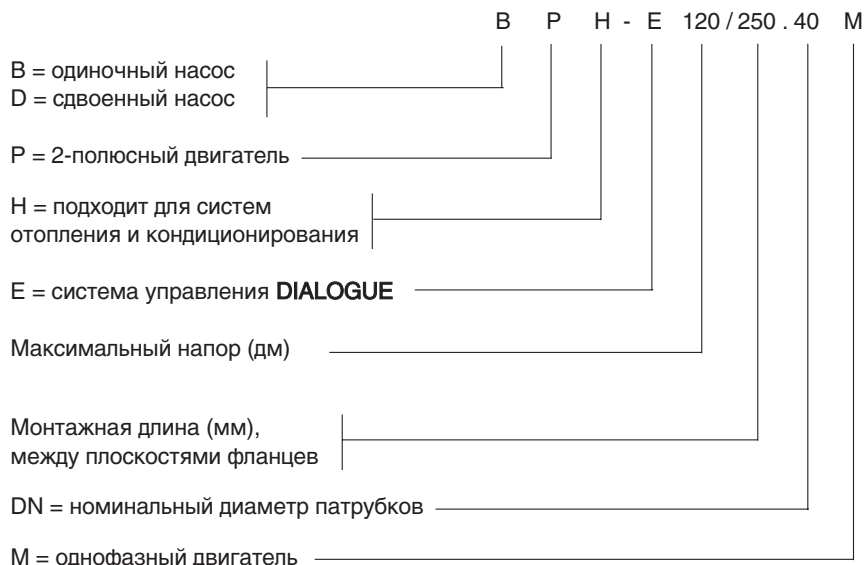 B P H - E 120 / 250 . 40 M
B = одиночный насос
D = сдвоенный насос
P = 2-полюсный двигатель
H = подходит для систем
отопления и кондиционирования
E = система управления DIALOGUE
Максимальный напор (дм)
Монтажная длина (мм),
между плоскостями фланцев
DN = номинальный диаметр патрубков
M = однофазный двигатель